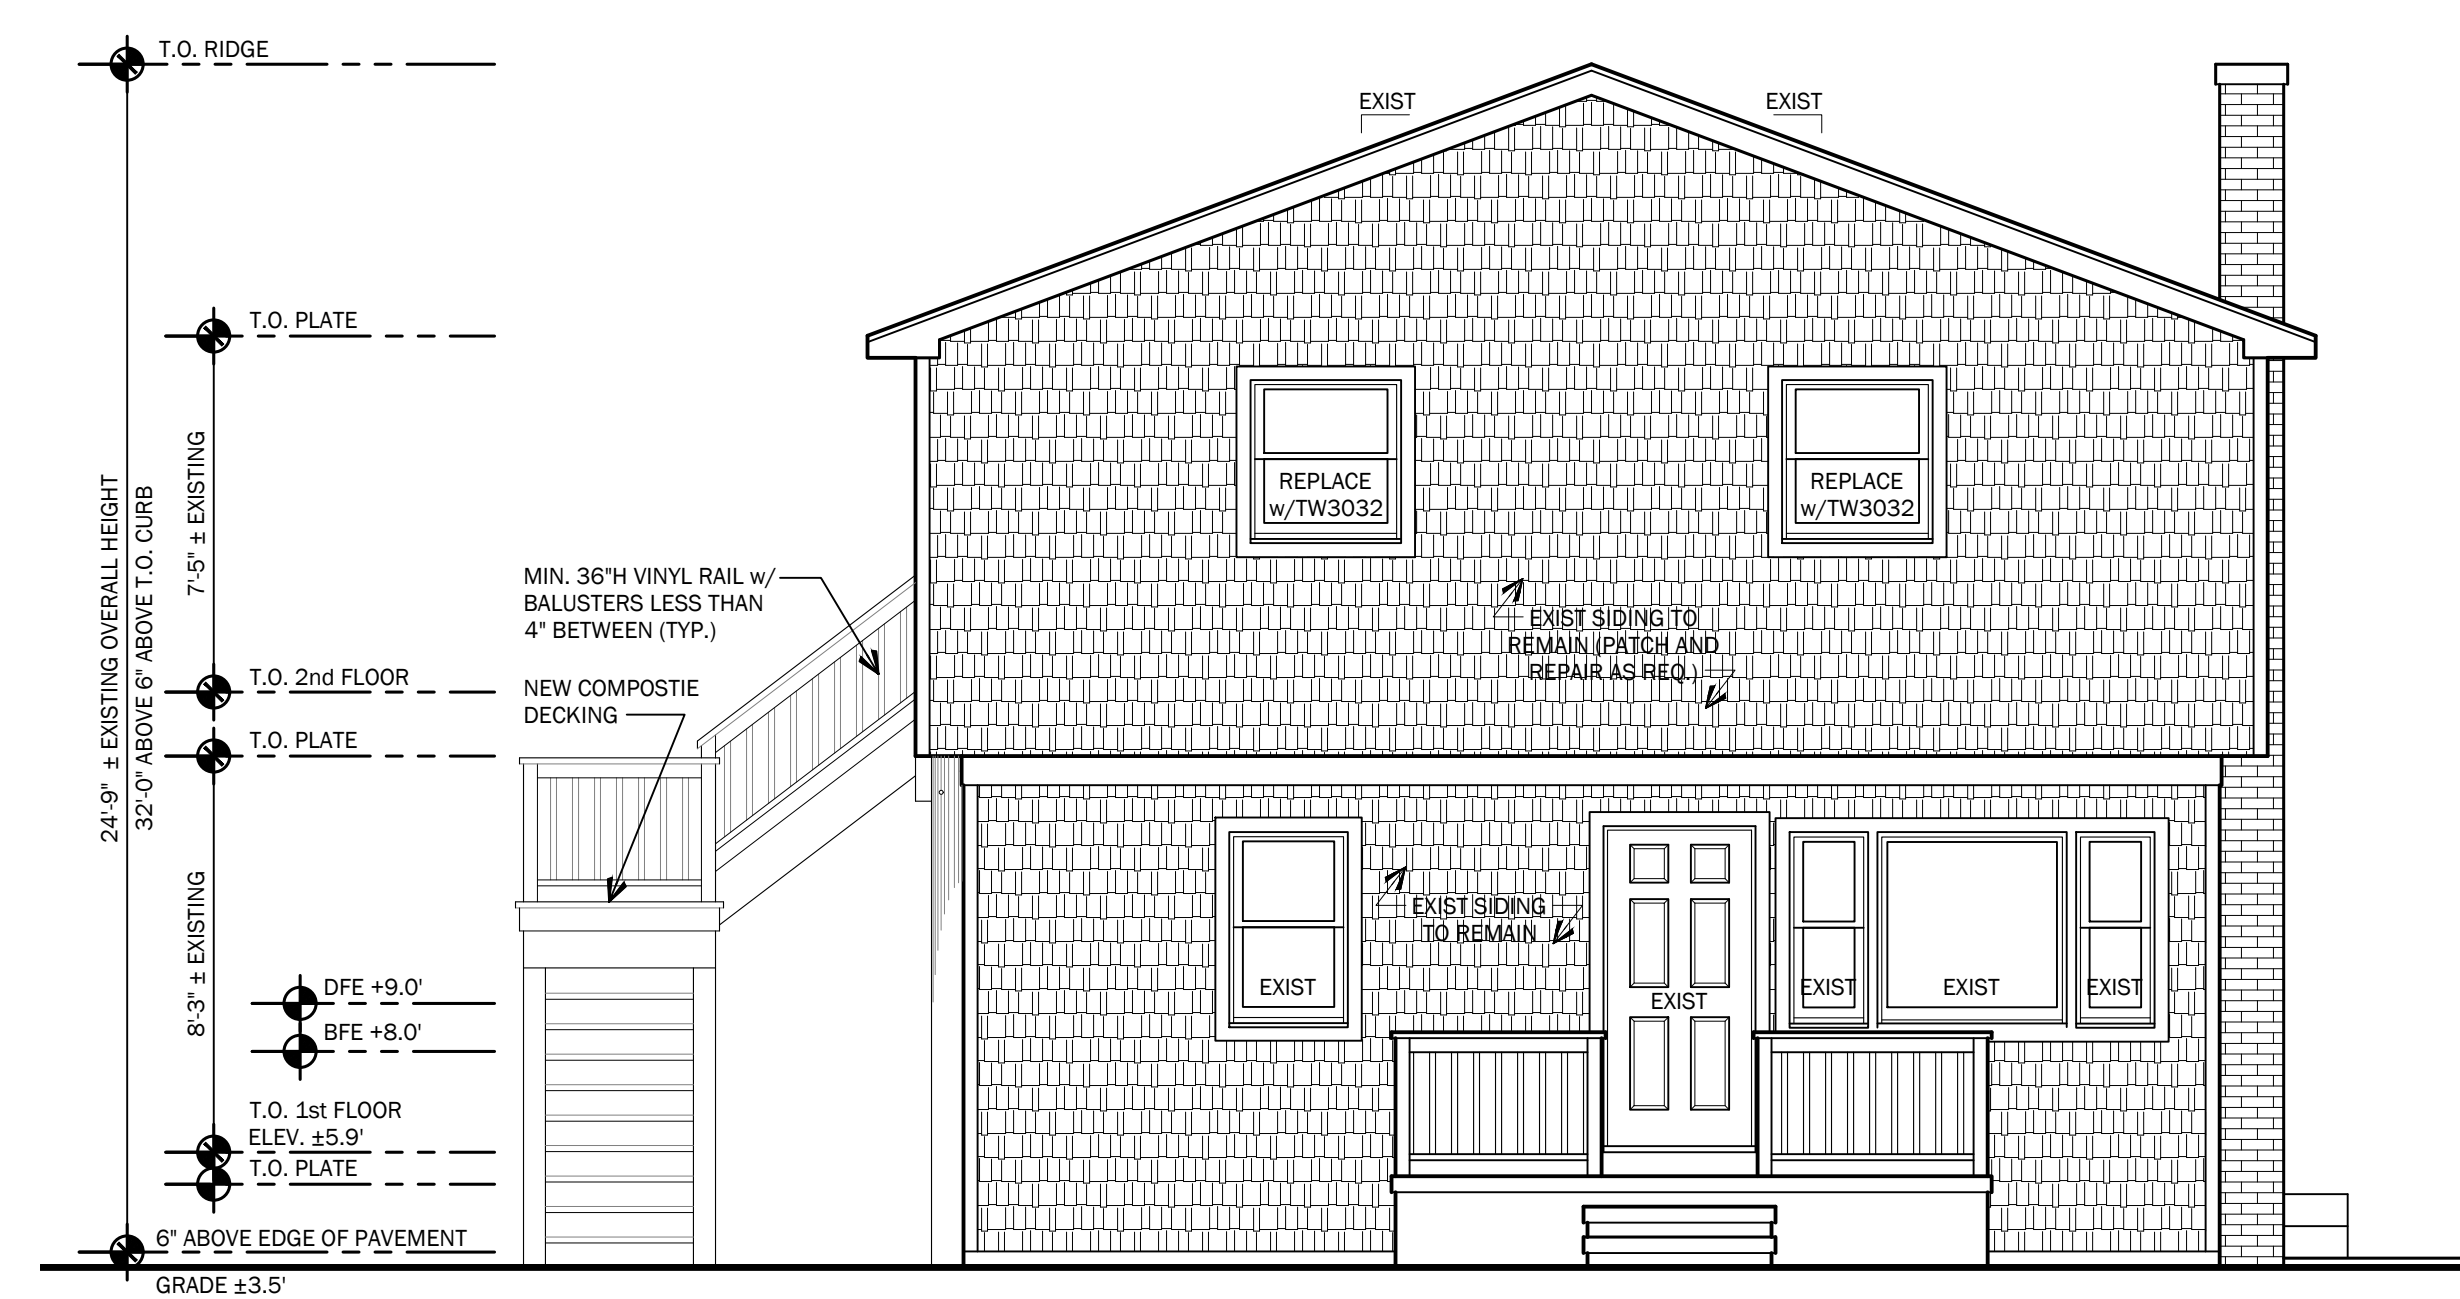 T.O. RIDGE
EXIST
EXIST
T.O. PLATE
24'-9" ± EXISTING OVERALL HEIGHT
32'-0" ABOVE 6" ABOVE T.O. CURB
7'-5" ± EXISTING
REPLACE
w/TW3032
REPLACE
w/TW3032
MIN. 36"H VINYL RAIL w/
BALUSTERS LESS THAN
4" BETWEEN (TYP.)
EXIST SIDING TO
REMAIN (PATCH AND
REPAIR AS REQ.)
T.O. 2nd FLOOR
NEW COMPOSTIE
DECKING
T.O. PLATE
8'-3" ± EXISTING
EXIST SIDING
TO REMAIN
DFE +9.0'
BFE +8.0'
EXIST
EXIST
EXIST
EXIST
EXIST
T.O. 1st FLOOR
ELEV. ±5.9'
T.O. PLATE
6" ABOVE EDGE OF PAVEMENT
GRADE ±3.5'